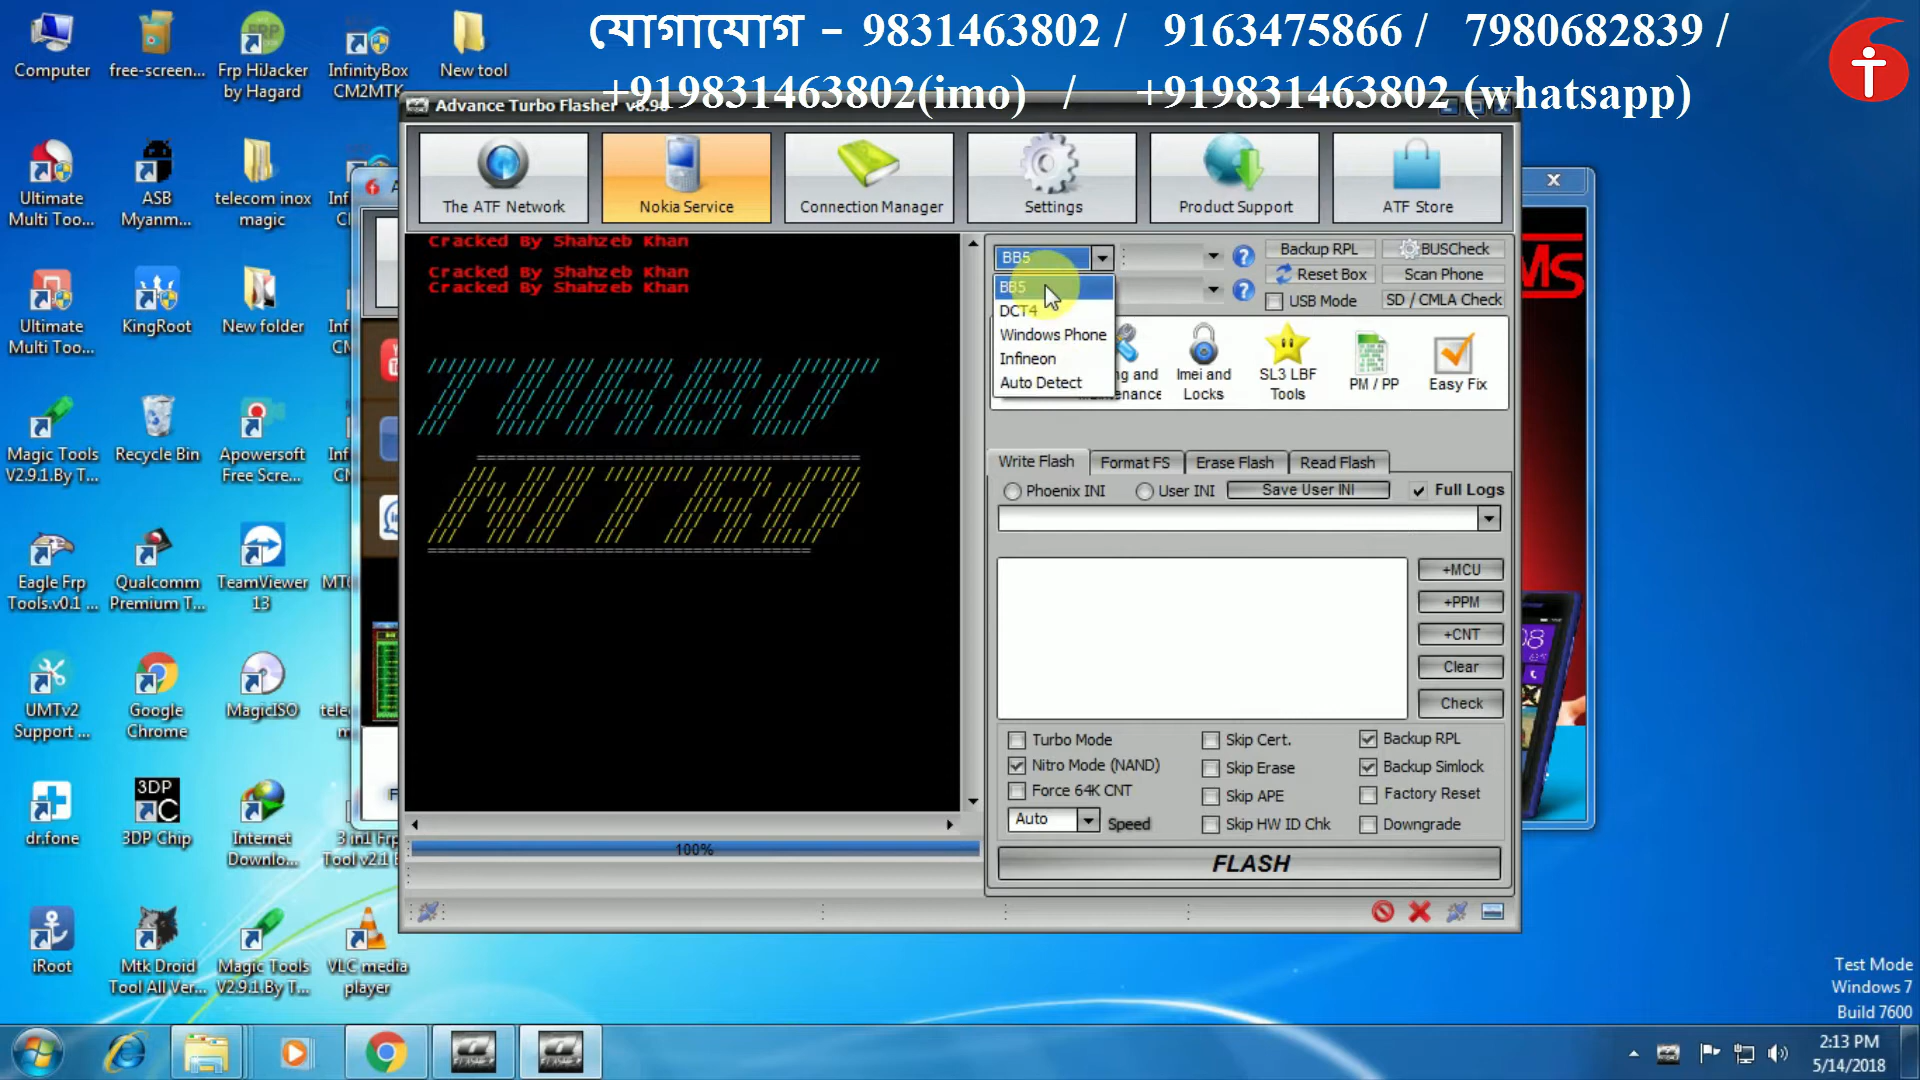 যোগাযোগ – 9831463802 / 9163475866 / 7980682839 /
+919831463802(imo) / +919831463802 (whatsapp)
Computer
free-screen...
Frp HiJacker
by Hagard
InfinityBox
CM2MTK
New tool
Ultimate
Multi Too...
ASB
Myanm...
telecom inox
magic
Ultimate
Multi Too...
KingRoot
New folder
Magic Tools
V2.9.1.By T...
Recycle Bin
Apowersoft
Free Scre...
Eagle Frp
Tools.v0.1 ...
Qualcomm
Premium T...
TeamViewer
13
UMTv2
Support ...
Google
Chrome
MagicISO
dr.fone
3DP
C
3DP Chip
Internet
Downlo...
3 in1 Frp
Tool v2.1
iRoot
Mtk Droid
Tool All Ver...
Magic Tools
V2.9.1.By T...
VLC media
player
Advance Turbo Flasher
The ATF Network
Nokia Service
Connection Manager
Settings
Product Support
ATF Store
Cracked By Shahzeb Khan
Cracked By Shahzeb Khan
Cracked By Shahzeb Khan
TURBO
NITRO
100%
BB5
BB5
DCT4
Windows Phone
Infineon
Auto Detect
Backup RPL
BUSCheck
Reset Box
Scan Phone
USB Mode
SD / CMLA Check
Imei and
Locks
SL3 LBF
Tools
PM / PP
Easy Fix
Write Flash
Format FS
Erase Flash
Read Flash
Phoenix INI
User INI
Save User INI
Full Logs
+MCU
+PPM
+CNT
Clear
Check
Turbo Mode
Skip Cert.
Backup RPL
Nitro Mode (NAND)
Skip Erase
Backup Simlock
Force 64K CNT
Skip APE
Factory Reset
Auto
Speed
Skip HW ID Chk
Downgrade
FLASH
Test Mode
Windows 7
Build 7600
2:13 PM
5/14/2018